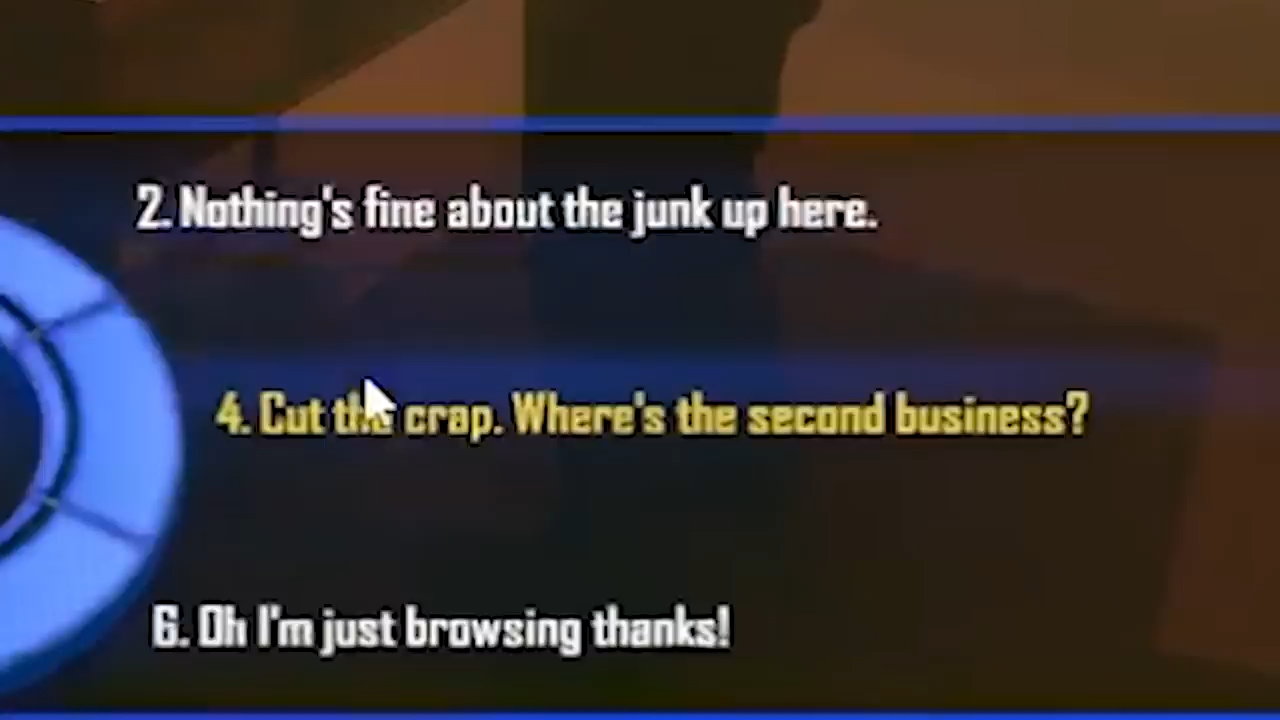 2. Nothing's fine about the junk up here.
4. Cut the crap. Where's the second business?
6. Oh I'm just browsing thanks!